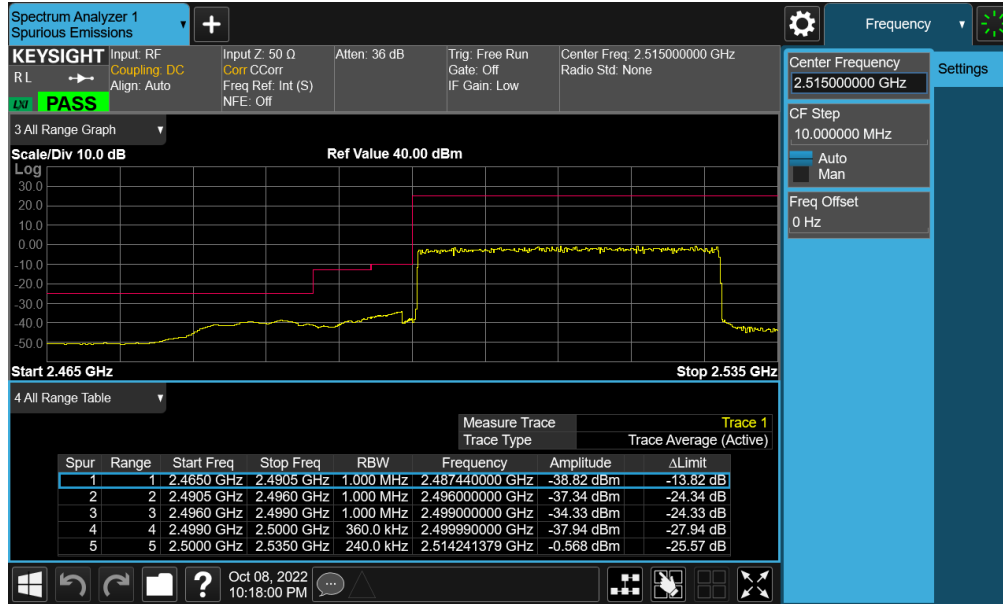 Spectrum Analyzer 1
Spurious Emissions
+
Frequency
KEYSIGHT
R L
LXI
PASS
Input: RF
Coupling: DC
Align: Auto
Input Z: 50 Ω
Corr CCorr
Freq Ref: Int (S)
NFE: Off
Atten: 36 dB
Trig: Free Run
Gate: Off
IF Gain: Low
Center Freq: 2.515000000 GHz
Radio Std: None
Center Frequency
2.515000000 GHz
Settings
CF Step
10.000000 MHz
Auto
Man
Freq Offset
0 Hz
3 All Range Graph
Scale/Div 10.0 dB
Ref Value 40.00 dBm
Log
30.0
20.0
10.0
0.00
-10.0
-20.0
-30.0
-40.0
-50.0
Start 2.465 GHz
Stop 2.535 GHz
4 All Range Table
Measure Trace Trace 1
Trace Type Trace Average (Active)
Spur Range Start Freq Stop Freq RBW Frequency Amplitude ΔLimit
1 1 2.4650 GHz 2.4905 GHz 1.000 MHz 2.487440000 GHz -38.82 dBm -13.82 dB
2 2 2.4905 GHz 2.4960 GHz 1.000 MHz 2.496000000 GHz -37.34 dBm -24.34 dB
3 3 2.4960 GHz 2.4990 GHz 1.000 MHz 2.499000000 GHz -34.33 dBm -24.33 dB
4 4 2.4990 GHz 2.5000 GHz 360.0 kHz 2.499990000 GHz -37.94 dBm -27.94 dB
5 5 2.5000 GHz 2.5350 GHz 240.0 kHz 2.514241379 GHz -0.568 dBm -25.57 dB
?
Oct 08, 2022
10:18:00 PM